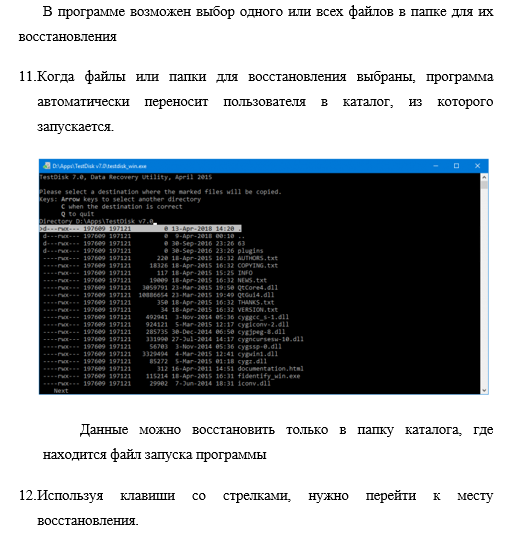 В программе возможен выбор одного или всех файлов в папке для их
восстановления
11.Когда файлы или папки для восстановления выбраны, программа
автоматически переносит пользователя в каталог, из которого
запускается.
D:\Apps\TestDisk v7.0\testdisk_win.exe
TestDisk 7.0, Data Recovery Utility, April 2015
Please select a destination where the marked files will be copied.
Keys: Arrow keys to select another directory
C when the destination is correct
Q to quit
Directory D:\Apps\TestDisk v7.0
>d---rwx--- 197609 197121 0 13-Apr-2018 14:20 .
d---rwx--- 197609 197121 0 9-Apr-2018 00:10 ..
d---rwx--- 197609 197121 0 30-Sep-2016 23:26 63
d---rwx--- 197609 197121 0 30-Sep-2016 23:26 plugins
----rwx--- 197609 197121 220 18-Apr-2015 16:32 AUTHORS.txt
----rwx--- 197609 197121 18326 18-Apr-2015 16:32 COPYING.txt
----rwx--- 197609 197121 117 18-Apr-2015 15:25 INFO
----rwx--- 197609 197121 19009 18-Apr-2015 16:32 NEWS.txt
----rwx--- 197609 197121 3059791 23-Mar-2015 19:50 QtCore4.dll
----rwx--- 197609 197121 10886654 23-Mar-2015 19:49 QtGui4.dll
----rwx--- 197609 197121 350 18-Apr-2015 16:32 THANKS.txt
----rwx--- 197609 197121 34 18-Apr-2015 16:32 VERSION.txt
----rwx--- 197609 197121 492941 3-Nov-2014 05:36 cyggcc_s-1.dll
----rwx--- 197609 197121 924121 5-Mar-2015 12:17 cygiconv-2.dll
----rwx--- 197609 197121 285735 30-Dec-2014 06:50 cygjpeg-8.dll
----rwx--- 197609 197121 331990 27-Jul-2014 14:17 cygncursesw-10.dll
----rwx--- 197609 197121 56703 3-Nov-2014 05:36 cygssp-0.dll
----rwx--- 197609 197121 3329494 4-Mar-2015 12:41 cygwin1.dll
----rwx--- 197609 197121 85272 5-Mar-2015 01:18 cygz.dll
----rwx--- 197609 197121 312 16-Apr-2011 14:51 documentation.html
----rwx--- 197609 197121 115214 18-Apr-2015 16:31 fidentify_win.exe
----rwx--- 197609 197121 29902 7-Jun-2014 18:31 iconv.dll
Next
Данные можно восстановить только в папку каталога, где
находится файл запуска программы
12.Используя клавиши со стрелками, нужно перейти к месту
восстановления.